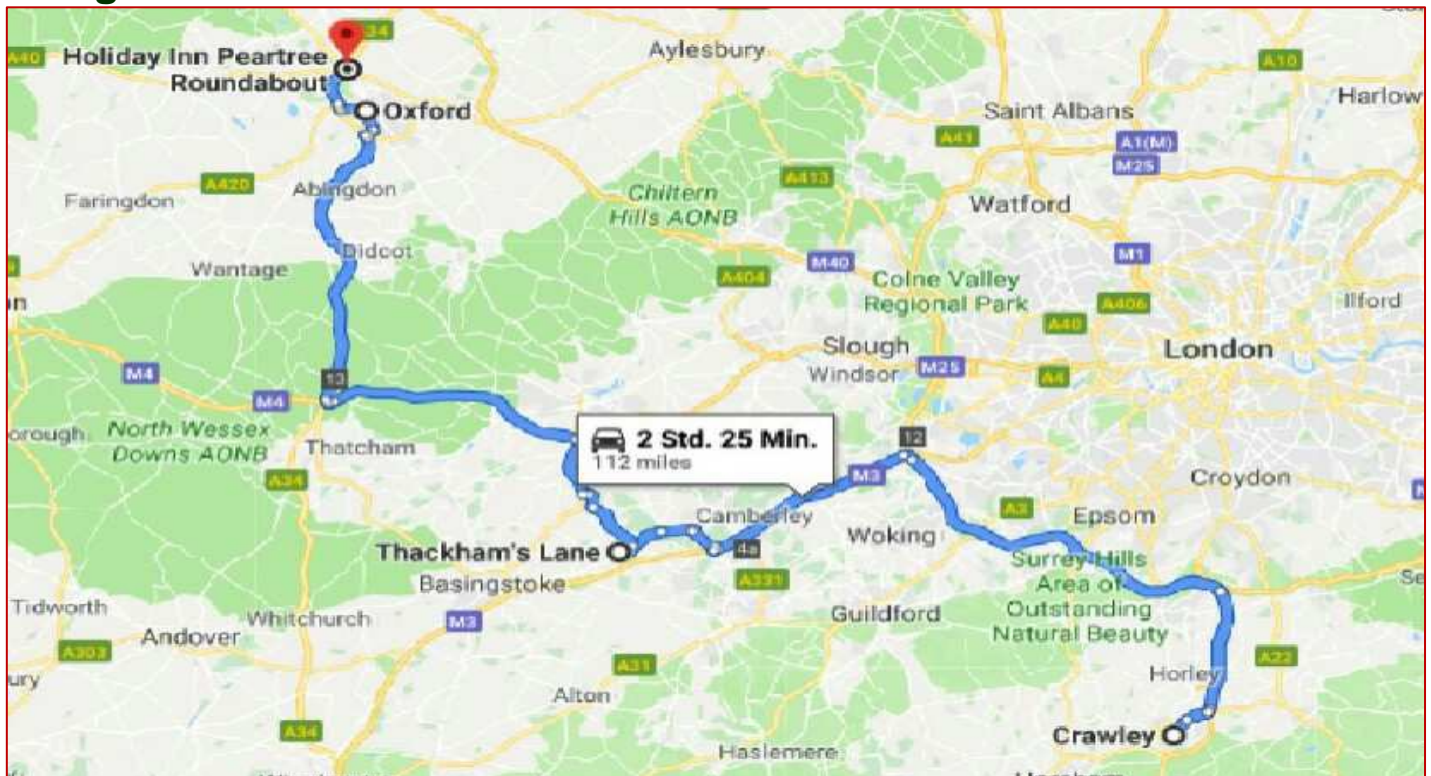 34
A40
Holiday Inn Peartree
Roundabout
Aylesbury
A10
Oxford
Harlow
Saint Albans
A41
A1(M)
M25
A413
A420
Abingdon
Faringdon
Chiltern
Hills AONB
Watford
Didcot
M1
Wantage
M40
A404
Colne Valley
Regional Park
A406
Ilford
A40
Slough
London
Windsor
M25
A4
M4
13
M4
orough
North Wessex
Downs AONB
Thatcham
2 Std. 25 Min.
112 miles
12
M3
Croydon
A34
A3
Camberley
Epsom
Woking
Thackham's Lane
4a
Basingstoke
A331
Surrey Hills
Area of
Outstanding
Natural Beauty
Se
Tidworth
Whitchurch
M3
Guildford
Andover
A303
A31
A22
ury
Alton
Horley
A34
Crawley
Haslemere